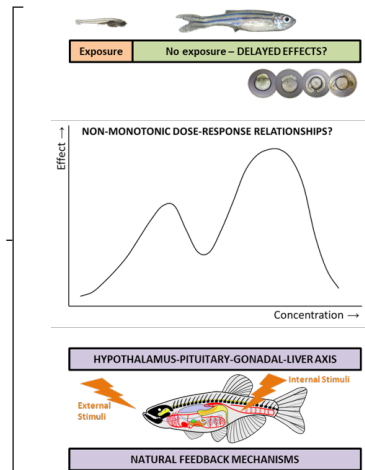 Exposure
No exposure – DELAYED EFFECTS?
NON-MONOTONIC DOSE-RESPONSE RELATIONSHIPS?
Effect →
Concentration →
HYPOTHALAMUS-PITUITARY-GONADAL-LIVER AXIS
External
Stimuli
Internal Stimuli
NATURAL FEEDBACK MECHANISMS